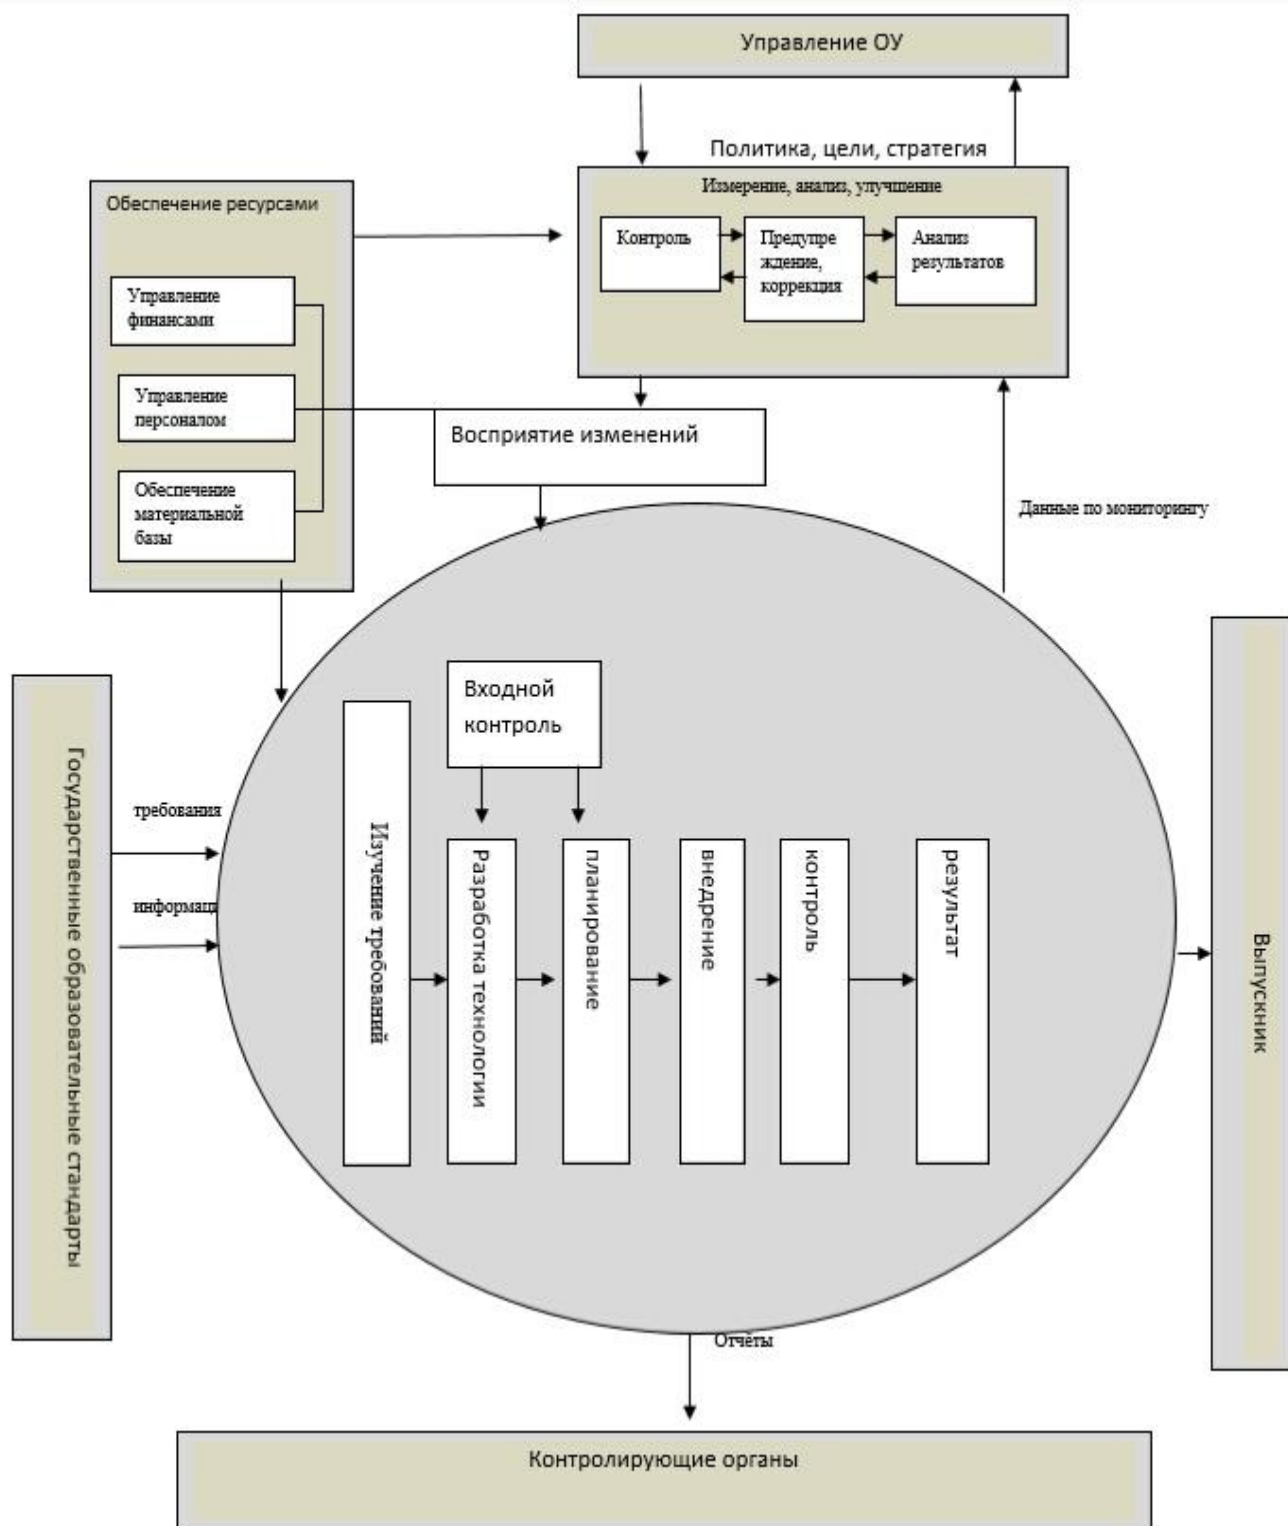 Управление ОУ
Политика, цели, стратегия
Измерение, анализ, улучшение
Контроль
Предупре
ждение,
коррекция
Анализ
результатов
Обеспечение ресурсами
Управление
финансами
Управление
персоналом
Обеспечение
материальной
базы
Восприятие изменений
Данные по мониторингу
Государственные образовательные стандарты
требования
информац
Входной
контроль
Изучение требований
Разработка технологии
планирование
внедрение
контроль
результат
Выпускник
Отчёты
Контролирующие органы